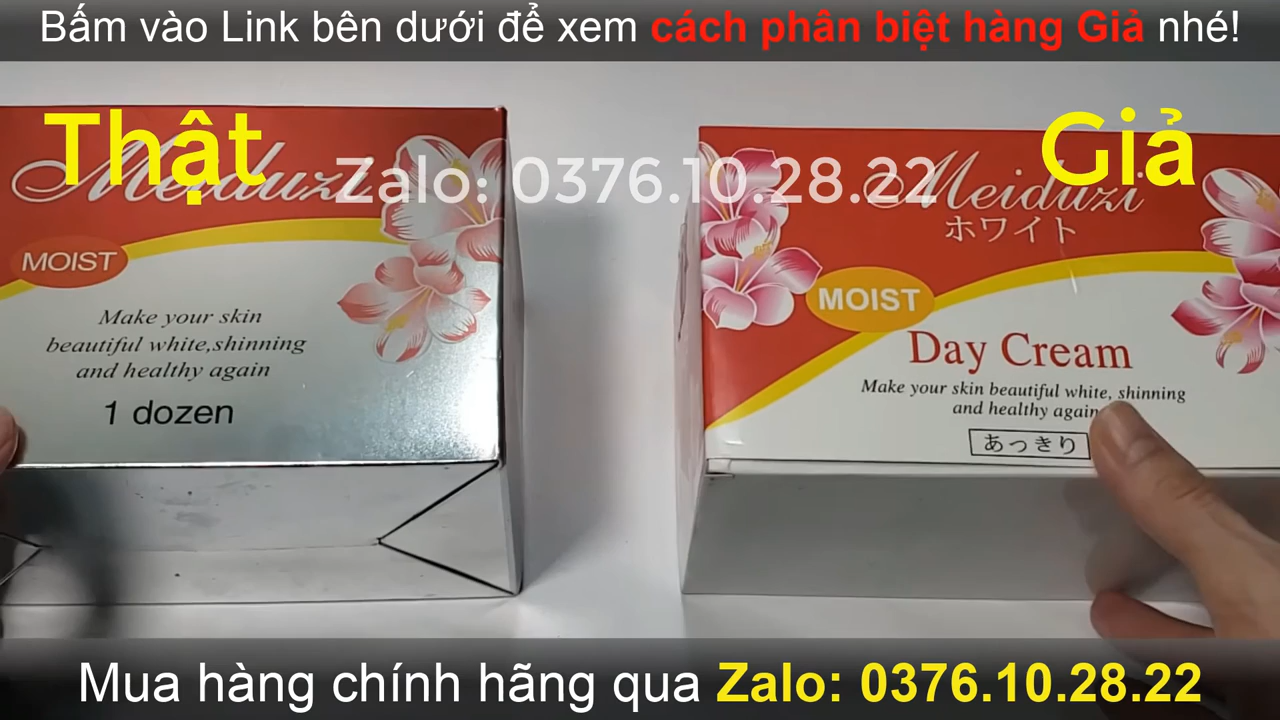 Bấm vào Link bên dưới để xem cách phân biệt hàng Giả nhé!
Thật
Giả
Zalo: 0376.10.28.22
Meiduzi
MOIST
Make your skin
beautiful white,shinning
and healthy again
1 dozen
Meiduzi
ホワイト
MOIST
Day Cream
Make your skin beautiful white, shinning
and healthy again
あっきり
Mua hàng chính hãng qua Zalo: 0376.10.28.22